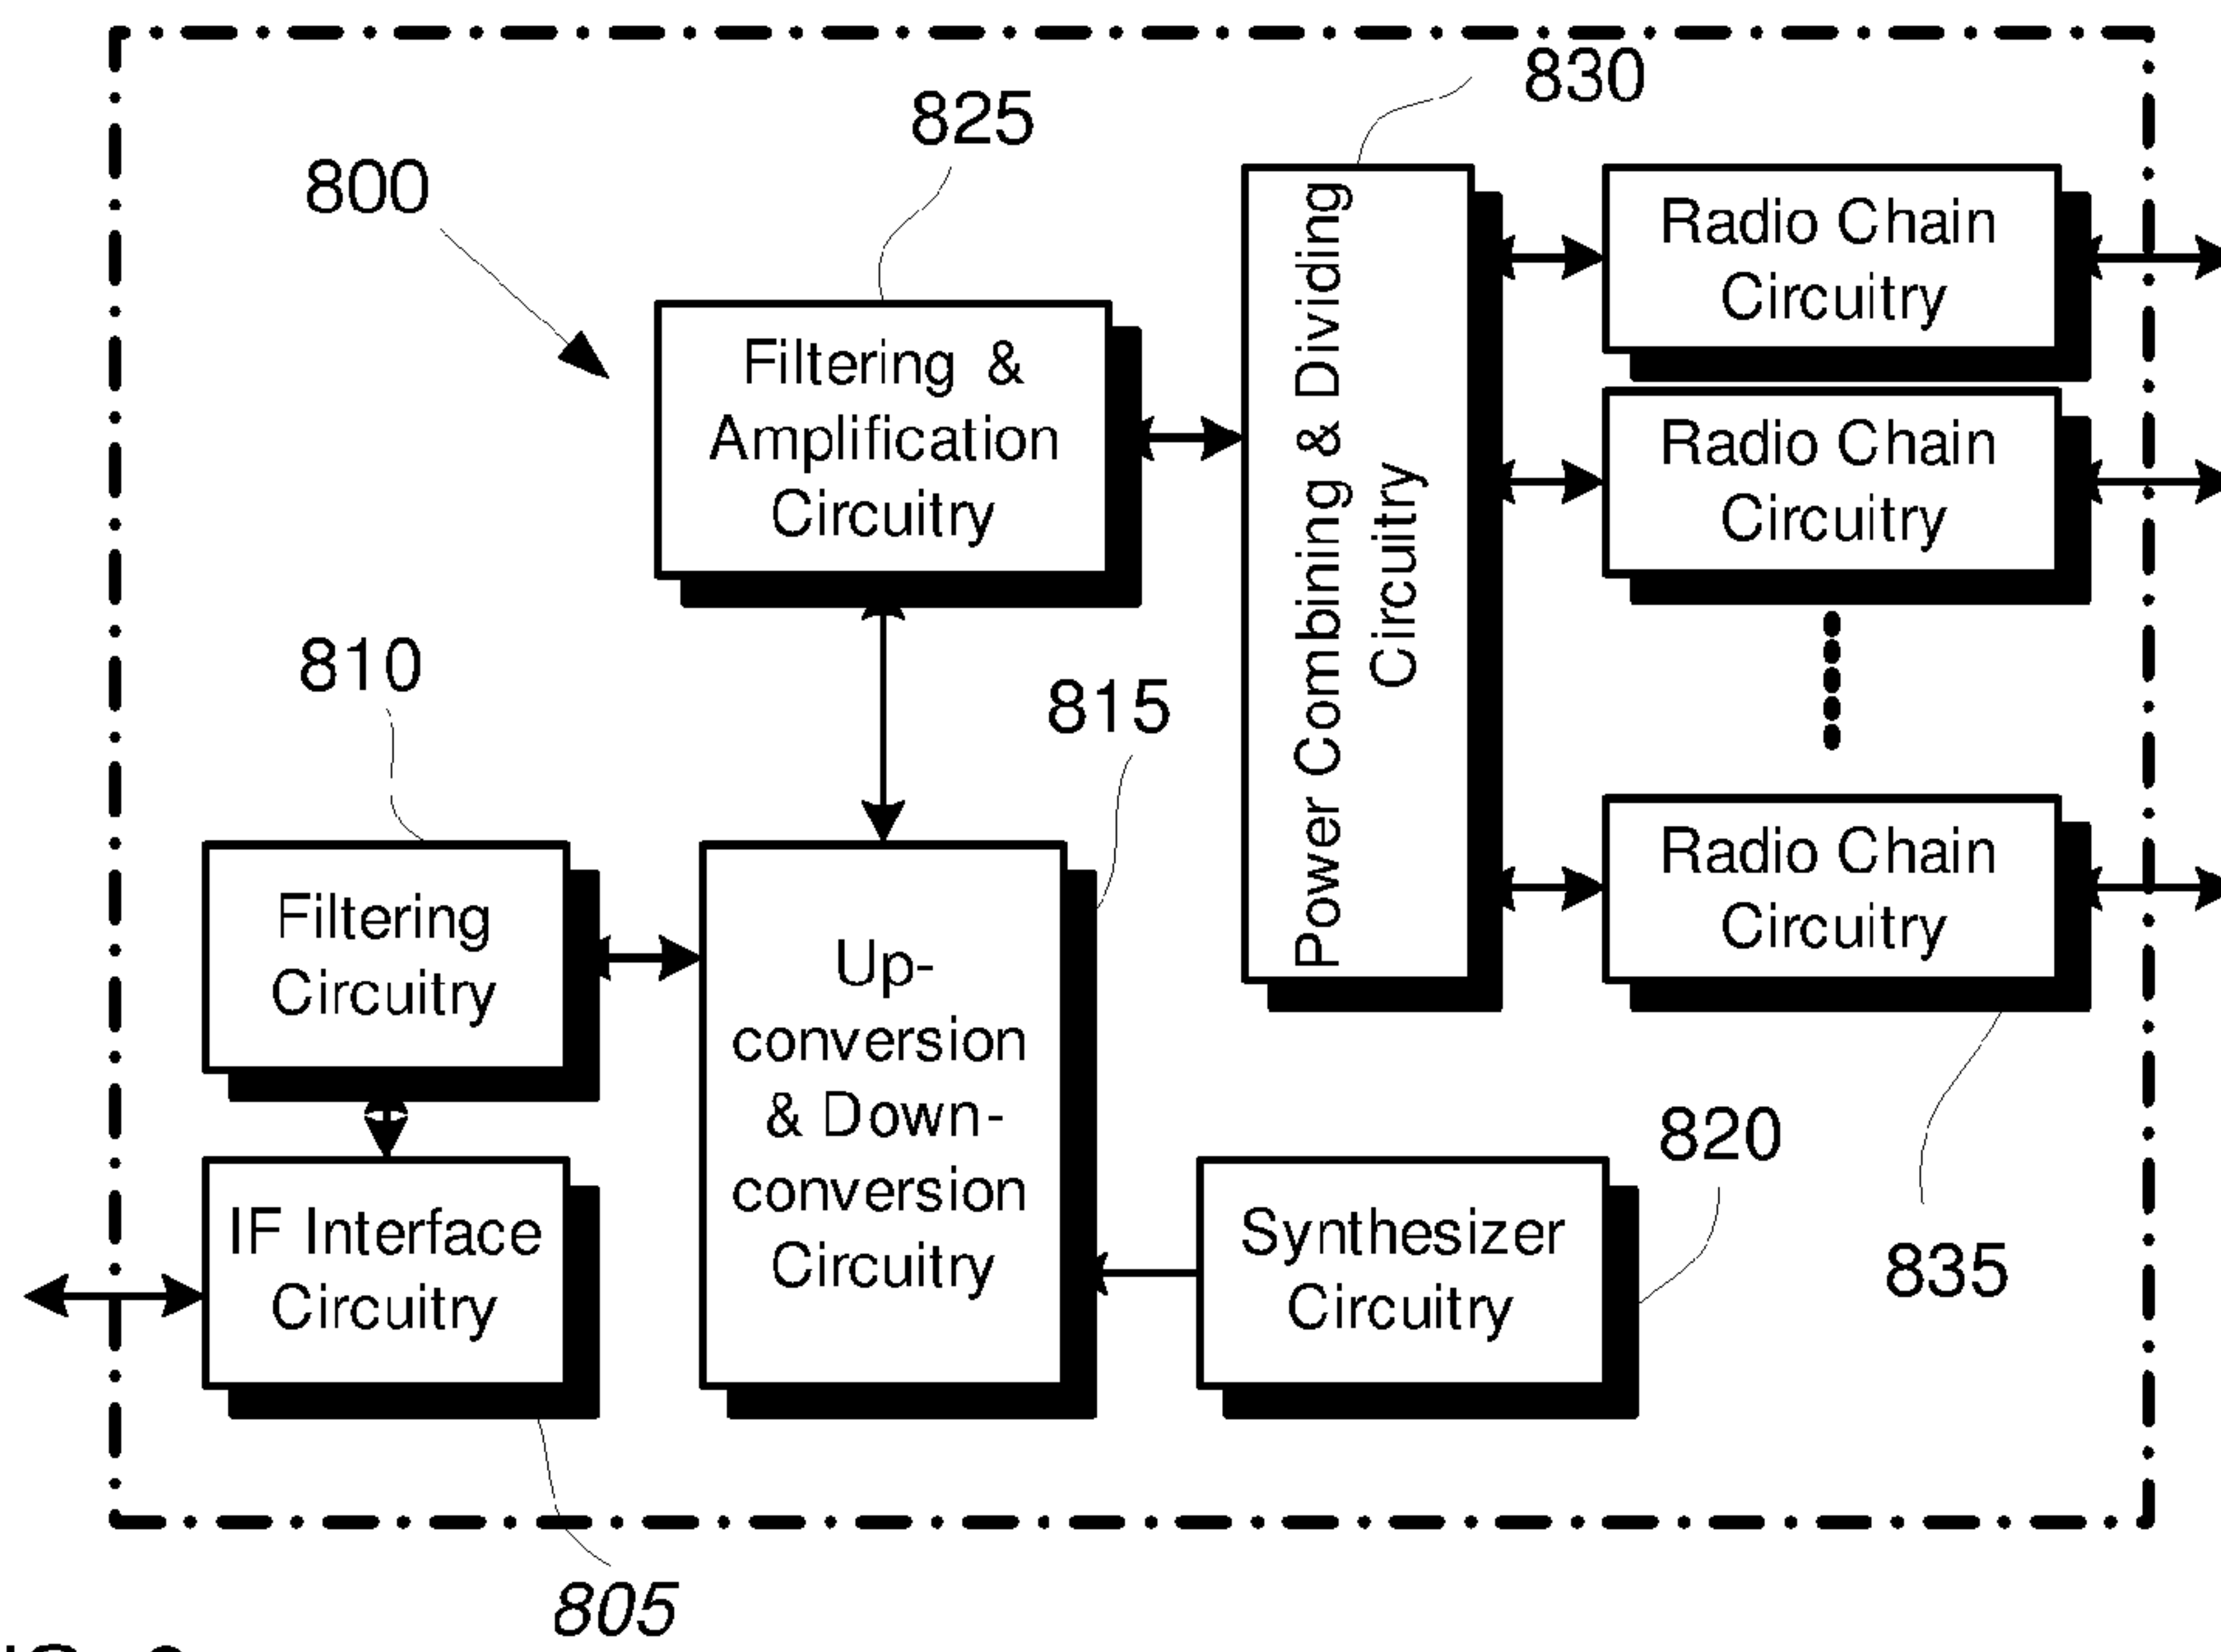 830
825
800
Radio Chain
Circuitry
Filtering &
Amplification
Circuitry
Power Combining & Dividing
Circuitry
Radio Chain
Circuitry
810
815
Radio Chain
Circuitry
Filtering
Circuitry
Up-
conversion
& Down-
conversion
Circuitry
820
IF Interface
Circuitry
Synthesizer
Circuitry
835
805